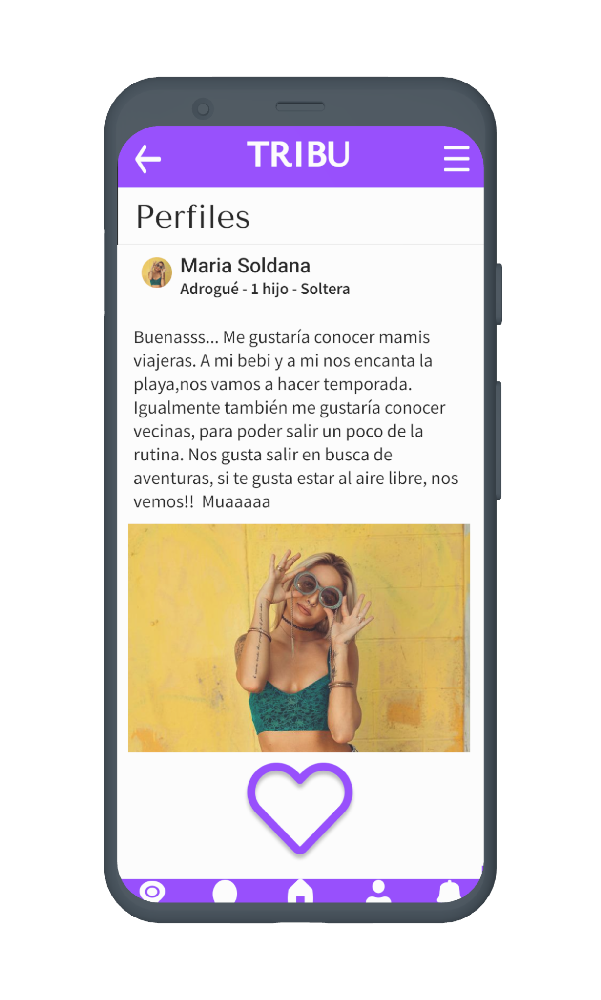 TRIBU
Perfiles
Maria Soldana
Adrogué - 1 hijo - Soltera
Buenasss... Me gustaría conocer mamis
viajeras. A mi bebi y a mi nos encanta la
playa,nos vamos a hacer temporada.
Igualmente también me gustaría conocer
vecinas, para poder salir un poco de la
rutina. Nos gusta salir en busca de
aventuras, si te gusta estar al aire libre, nos
vemos!! Muaaaaa